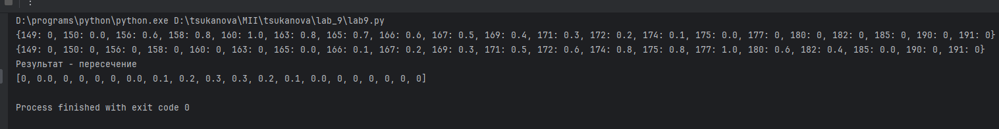 D:\programs\python\python.exe D:\tsukanova\MII\tsukanova\lab_9\lab9.py
{149: 0, 150: 0.0, 156: 0.6, 158: 0.8, 160: 1.0, 163: 0.8, 165: 0.7, 166: 0.6, 167: 0.5, 169: 0.4, 171: 0.3, 172: 0.2, 174: 0.1, 175: 0.0, 177: 0, 180: 0, 182: 0, 185: 0, 190: 0, 191: 0}
{149: 0, 150: 0, 156: 0, 158: 0, 160: 0, 163: 0, 165: 0.0, 166: 0.1, 167: 0.2, 169: 0.3, 171: 0.5, 172: 0.6, 174: 0.8, 175: 0.8, 177: 1.0, 180: 0.6, 182: 0.4, 185: 0.0, 190: 0, 191: 0}
Результат - пересечение
[0, 0.0, 0, 0, 0, 0, 0.0, 0.1, 0.2, 0.3, 0.3, 0.2, 0.1, 0.0, 0, 0, 0, 0, 0, 0]
Process finished with exit code 0